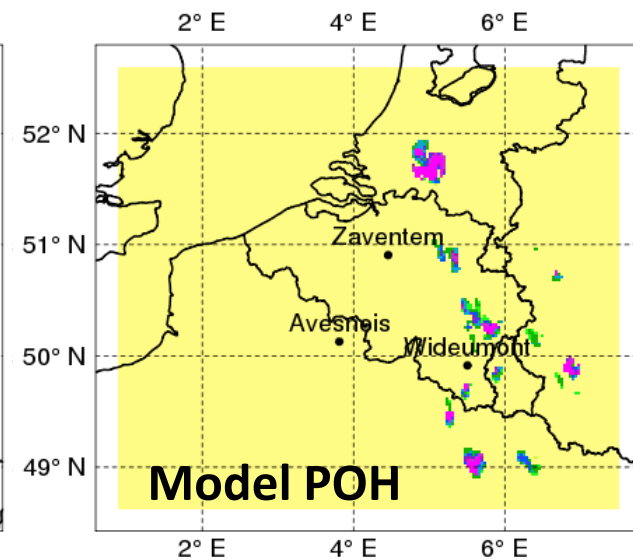 2° E 4° E 6° E
52° N
Zaventem
51° N
Avesnois
Wideumont
50° N
49° N
Model POH
2° E 4° E 6° E